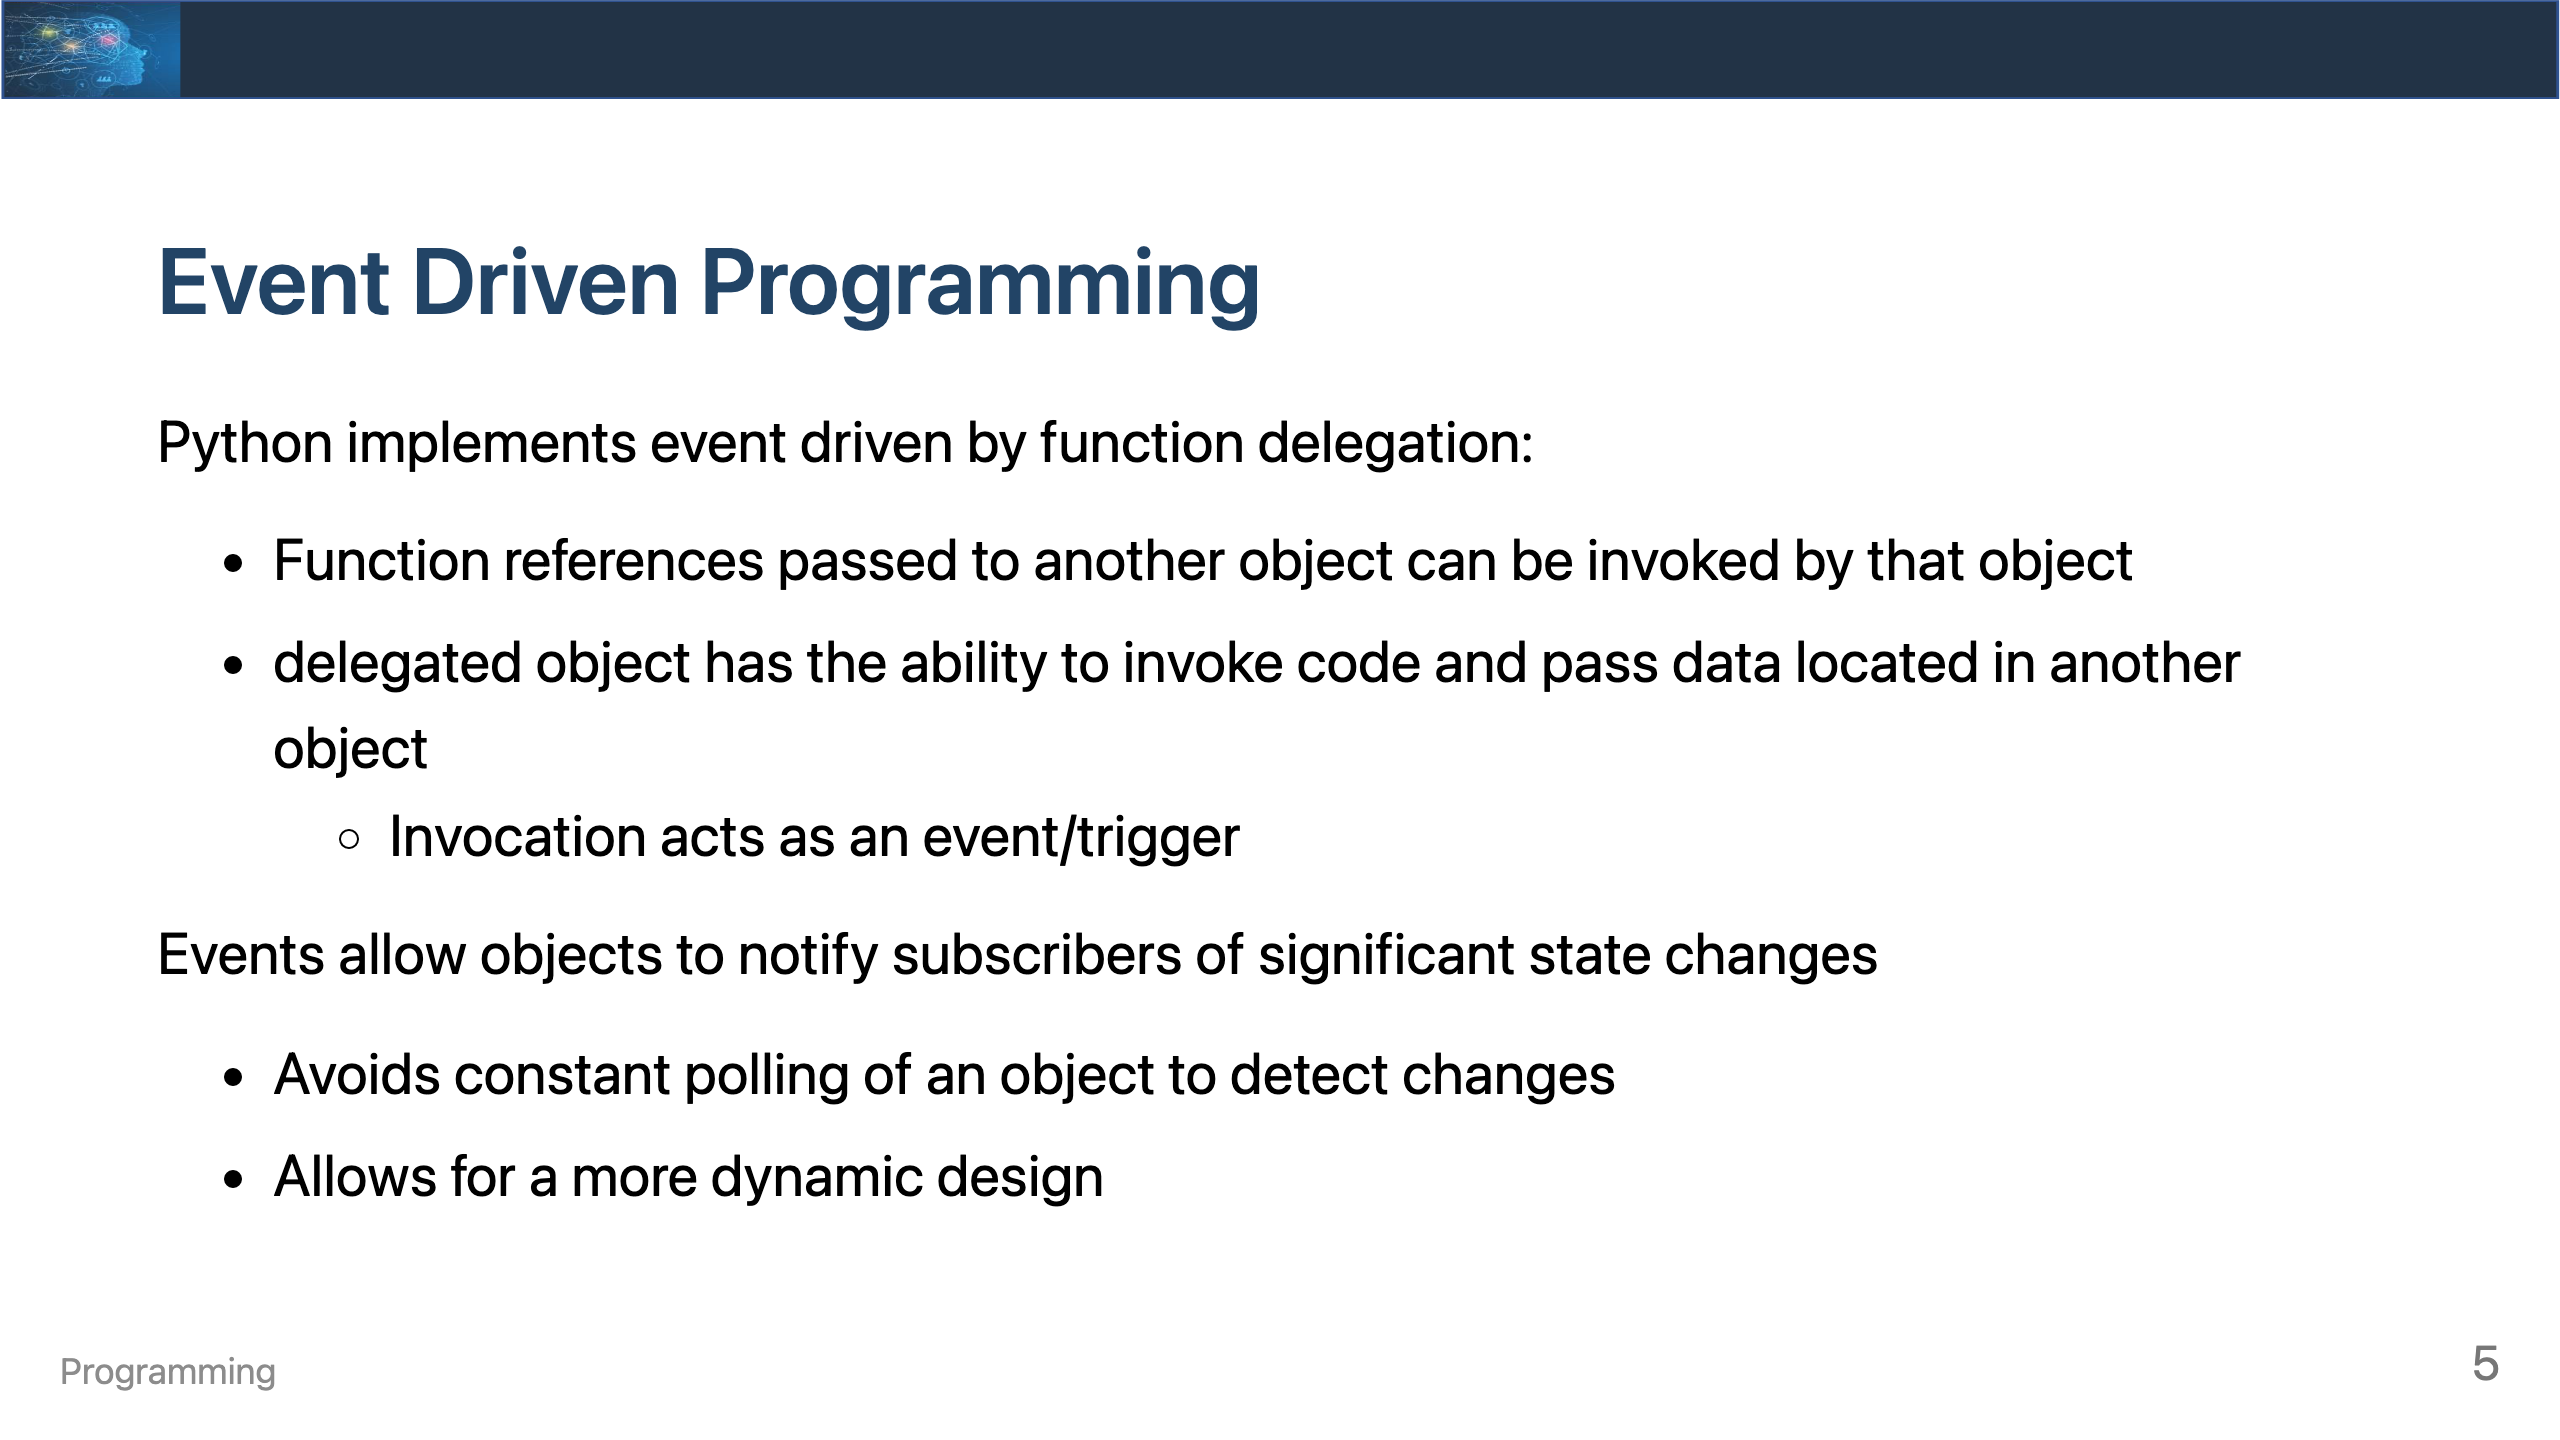 Event Driven Programming
Python implements event driven by function delegation:
• Function references passed to another object can be invoked by that object
• delegated object has the ability to invoke code and pass data located in another
object
◦ Invocation acts as an event/trigger
Events allow objects to notify subscribers of significant state changes
• Avoids constant polling of an object to detect changes
• Allows for a more dynamic design
Programming
5